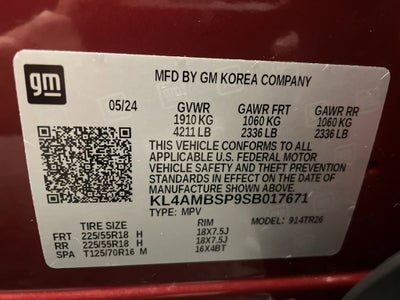 gm
MFD BY GM KOREA COMPANY
05/24 GVWR GAWR FRT GAWR RR
1910 KG 1060 KG 1060 KG
4211 LB 2336 LB 2336 LB
THIS VEHICLE CONFORMS TO ALL
APPLICABLE U.S. FEDERAL MOTOR
VEHICLE SAFETY AND THEFT PREVENTION
STANDARDS IN EFFECT ON THE DATE
OF MANUFACTURE SHOWN ABOVE.
KL4AMBSP9SB017671
TYPE: MPV MODEL: 914TR26
TIRE SIZE RIM
FRT 225/55R18 H 18X7.5J
RR 225/55R18 H 18X7.5J
SPA T125/70R16 M 16X4BT